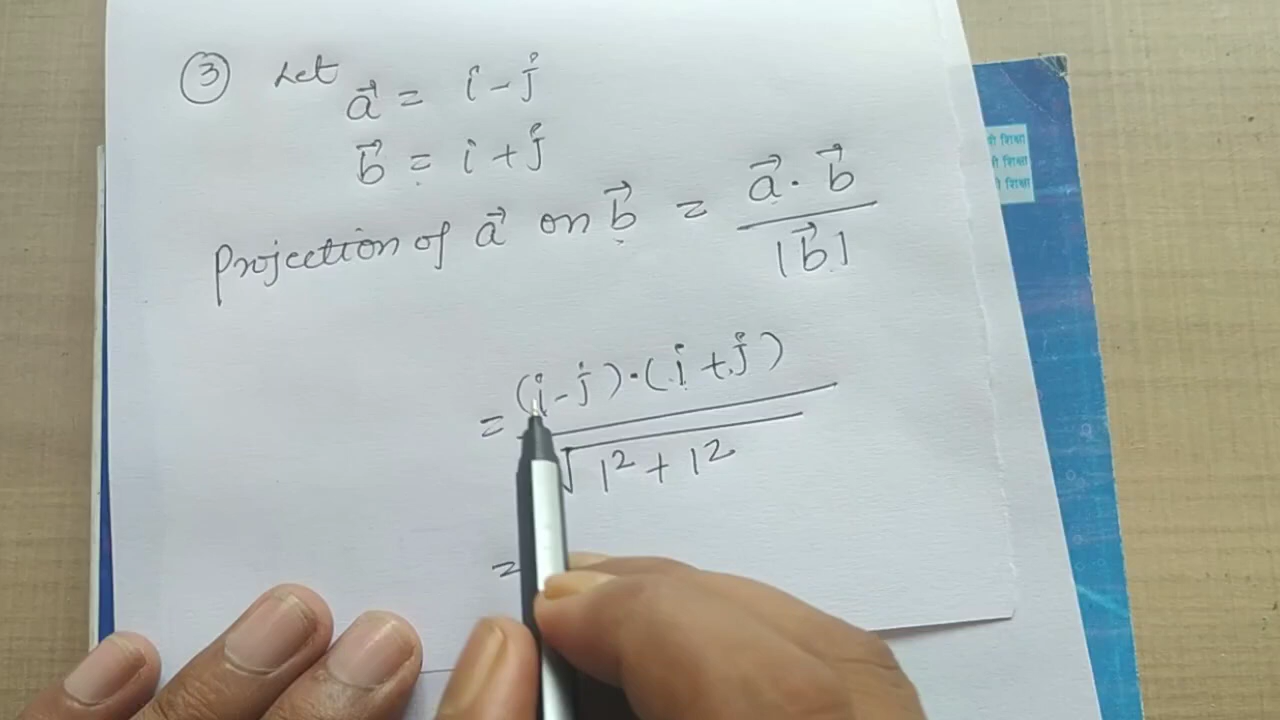 ③ Let a⃗ = i - j
b⃗ = i + j
Projection of a⃗ on b⃗ = a⃗ · b⃗ / |b⃗|
= (i - j) · (i + j) / √1² + 1²
=
शिक्षा
शिक्षा
शिक्षा